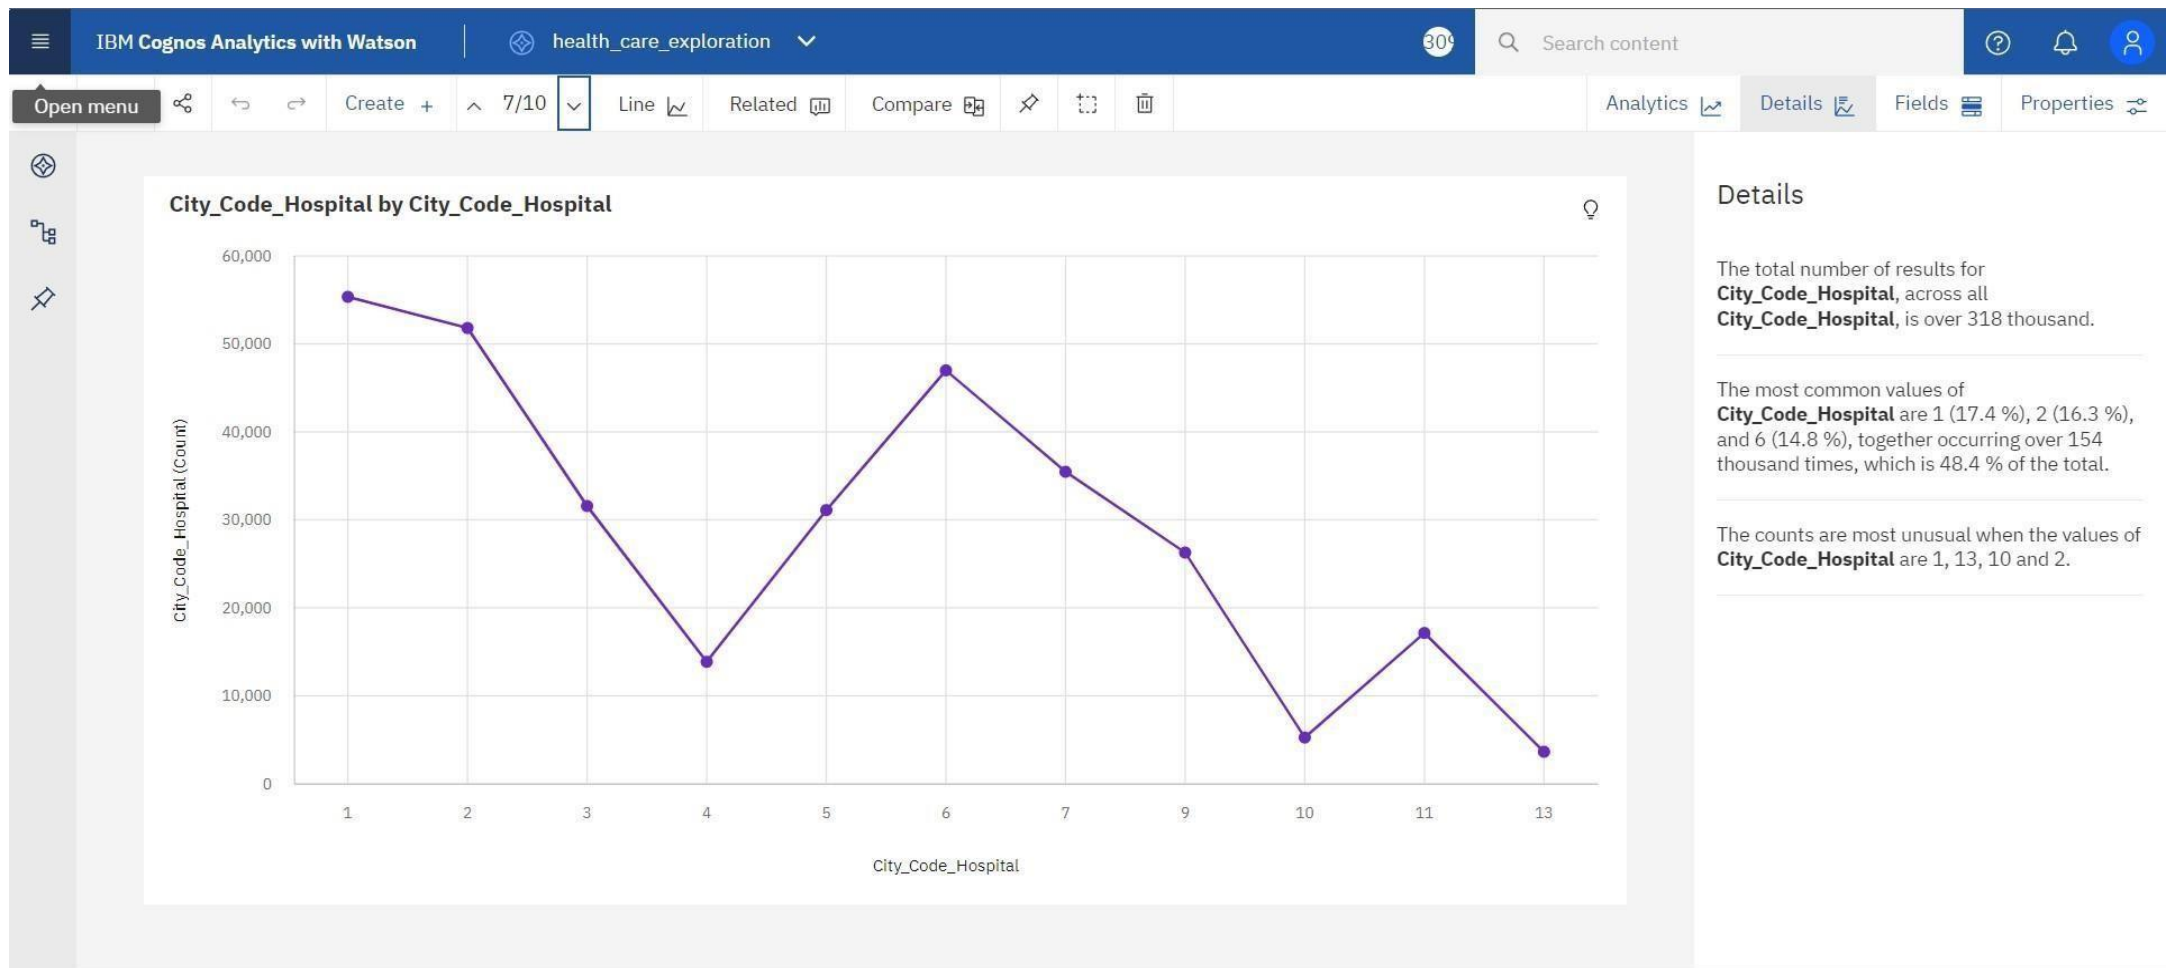 IBM Cognos Analytics with Watson
health_care_exploration
Search content
Open menu
Create +
7/10
Line
Related
Compare
Analytics
Details
Fields
Properties
City_Code_Hospital by City_Code_Hospital
60,000
50,000
40,000
30,000
20,000
10,000
0
City_Code_Hospital (Count)
1 2 3 4 5 6 7 9 10 11 13
City_Code_Hospital
Details
The total number of results for
City_Code_Hospital, across all
City_Code_Hospital, is over 318 thousand.
The most common values of
City_Code_Hospital are 1 (17.4 %), 2 (16.3 %),
and 6 (14.8 %), together occurring over 154
thousand times, which is 48.4 % of the total.
The counts are most unusual when the values of
City_Code_Hospital are 1, 13, 10 and 2.